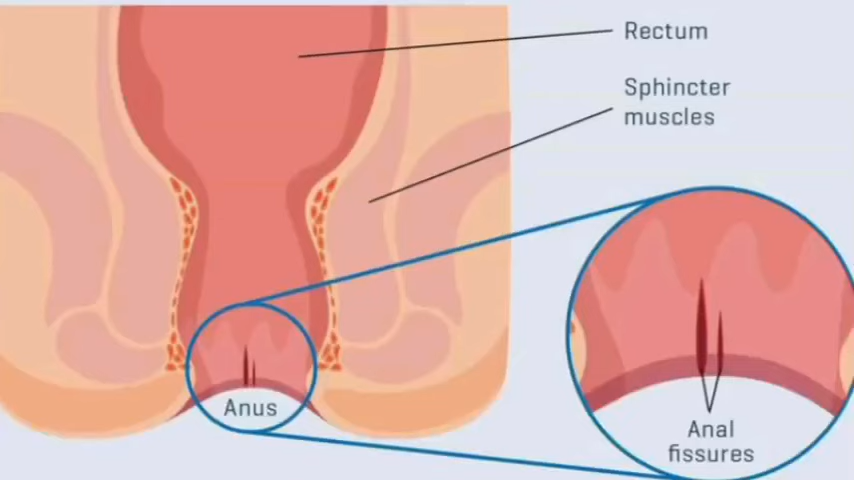 Rectum
Sphincter
muscles
Anus
Anal
fissures